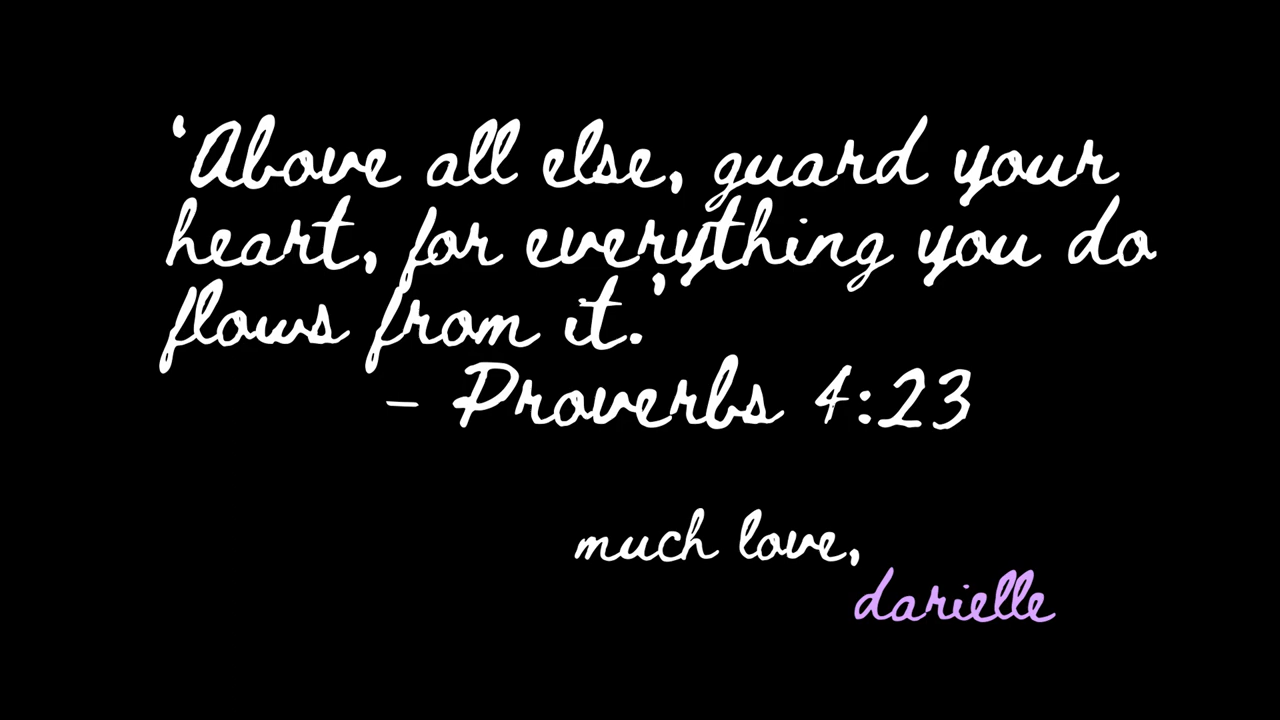 ‘Above all else, guard your
heart, for everything you do
flows from it.’
- Proverbs 4:23
much love,
darielle